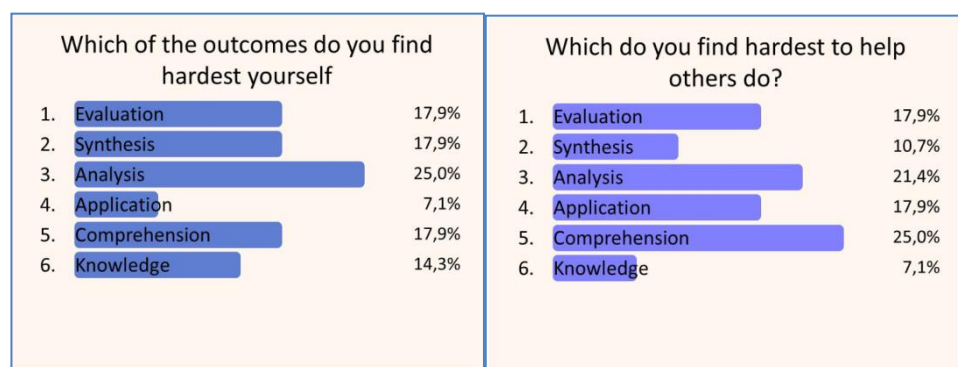 Which of the outcomes do you find
hardest yourself
1. Evaluation 17,9%
2. Synthesis 17,9%
3. Analysis 25,0%
4. Application 7,1%
5. Comprehension 17,9%
6. Knowledge 14,3%
Which do you find hardest to help
others do?
1. Evaluation 17,9%
2. Synthesis 10,7%
3. Analysis 21,4%
4. Application 17,9%
5. Comprehension 25,0%
6. Knowledge 7,1%